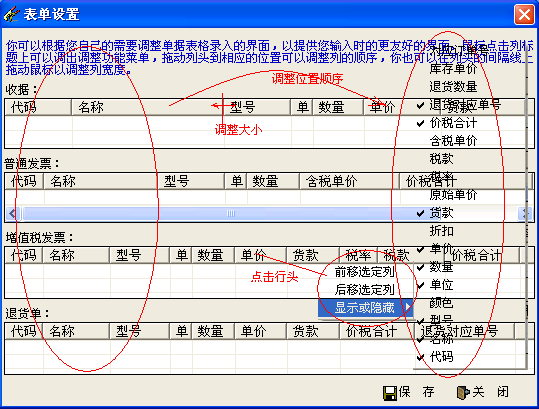 表单设置
你可以根据您自己的需要调整单据表格录入的界面，以提供您输入时的更友好的界面。鼠标点击列标
题上可以调出调整功能菜单，拖动列头到相应的位置可以调整列的顺序，你也可以在列头的间隔线上
拖动鼠标以调整列宽度。
收据：
调整位置顺序
代码 名称 型号 单 数量 单价 货款
调整大小
普通发票：
代码 名称 型号 单 数量 含税单价 价税合计
增值税发票：
代码 名称 型号 单 数量 单价 货款 税率 税款 价税合计
点击行头
前移选定列
后移选定列
显示或隐藏
退货单：
代码 名称 型号 单 数量 单价 货款 价税合计 退货对应单号
库存单价
退货数量
退货对应单号
价税合计
含税单价
税款
税率
原始单价
货款
折扣
单价
数量
单位
颜色
型号
名称
代码
保 存
关 闭